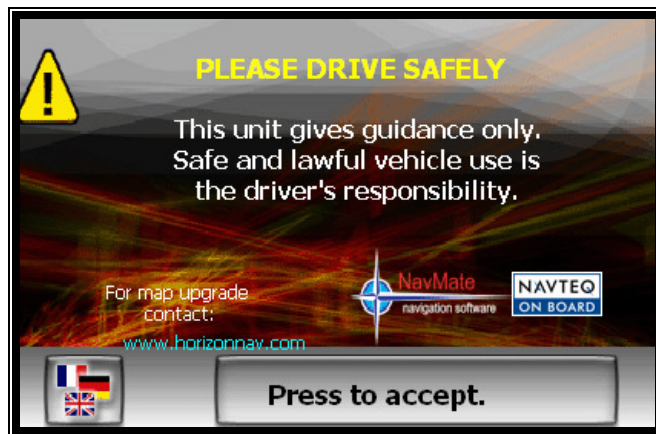 PLEASE DRIVE SAFELY
This unit gives guidance only.
Safe and lawful vehicle use is
the driver's responsibility.
For map upgrade
contact:
www.horizonnav.com
NavMate
navigation software
NAVTEQ
ON BOARD
Press to accept.